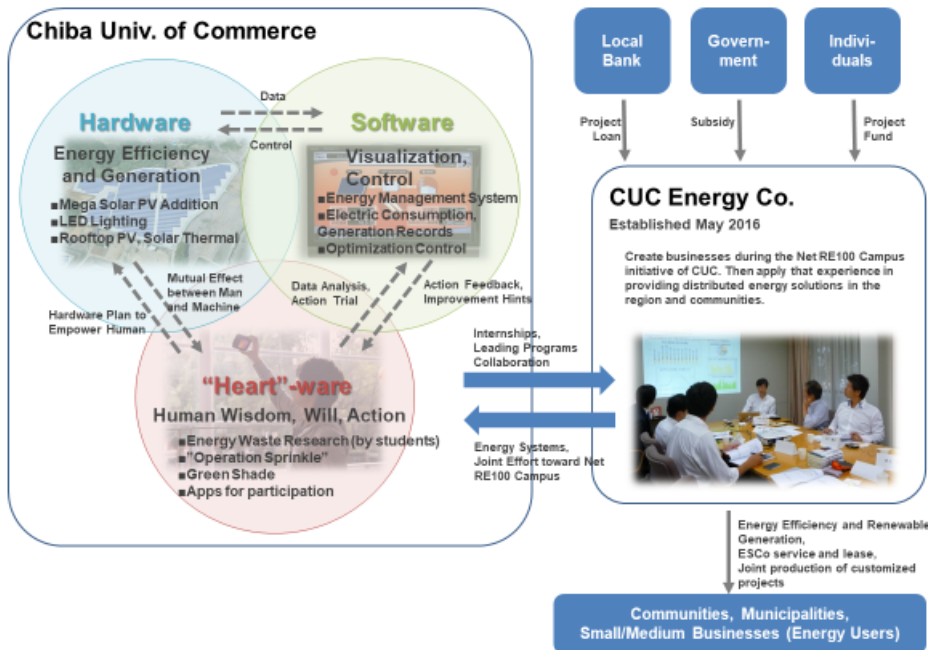 Chiba Univ. of Commerce
Hardware
Energy Efficiency
and Generation
■Mega Solar PV Addition
■LED Lighting
■Rooftop PV, Solar Thermal
Data
Control
Software
Visualization,
Control
■Energy Management System
■Electric Consumption,
Generation Records
■Optimization Control
Hardware Plan to
Empower Human
Mutual Effect
between Man
and Machine
Data Analysis,
Action Trial
Action Feedback,
Improvement Hints
"Heart"-ware
Human Wisdom, Will, Action
■Energy Waste Research (by students)
■"Operation Sprinkle"
■Green Shade
■Apps for participation
Internships,
Leading Programs
Collaboration
Energy Systems,
Joint Effort toward Net
RE100 Campus
Local
Bank
Govern-
ment
Indivi-
duals
Project
Loan
Subsidy
Project
Fund
CUC Energy Co.
Established May 2016
Create businesses during the Net RE100 Campus
initiative of CUC. Then apply that experience in
providing distributed energy solutions in the
region and communities.
Energy Efficiency and Renewable
Generation,
ESCo service and lease,
Joint production of customized
projects
Communities, Municipalities,
Small/Medium Businesses (Energy Users)